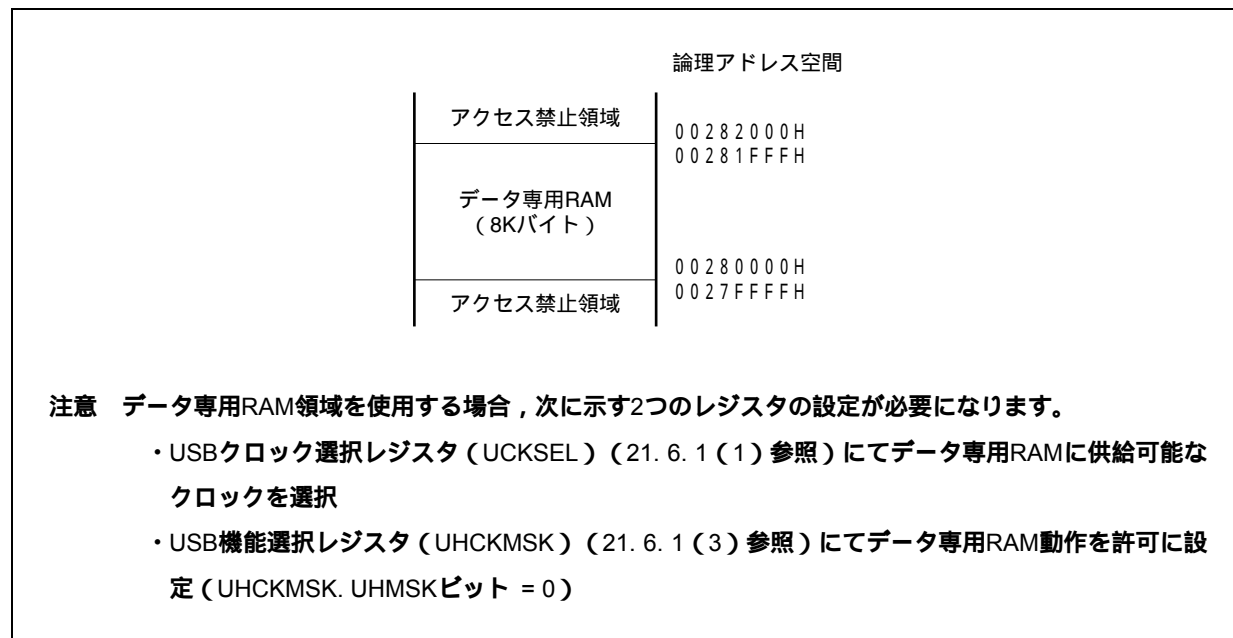 論理アドレス空間
アクセス禁止領域
00282000H
00281FFFH
データ専用RAM
（8Kバイト）
00280000H
0027FFFFH
アクセス禁止領域
注意　データ専用RAM領域を使用する場合，次に示す2つのレジスタの設定が必要になります。
・USBクロック選択レジスタ（UCKSEL）（21. 6. 1（1）参照）にてデータ専用RAMに供給可能な
クロックを選択
・USB機能選択レジスタ（UHCKMSK）（21. 6. 1（3）参照）にてデータ専用RAM動作を許可に設
定（UHCKMSK. UHMSKビット = 0）